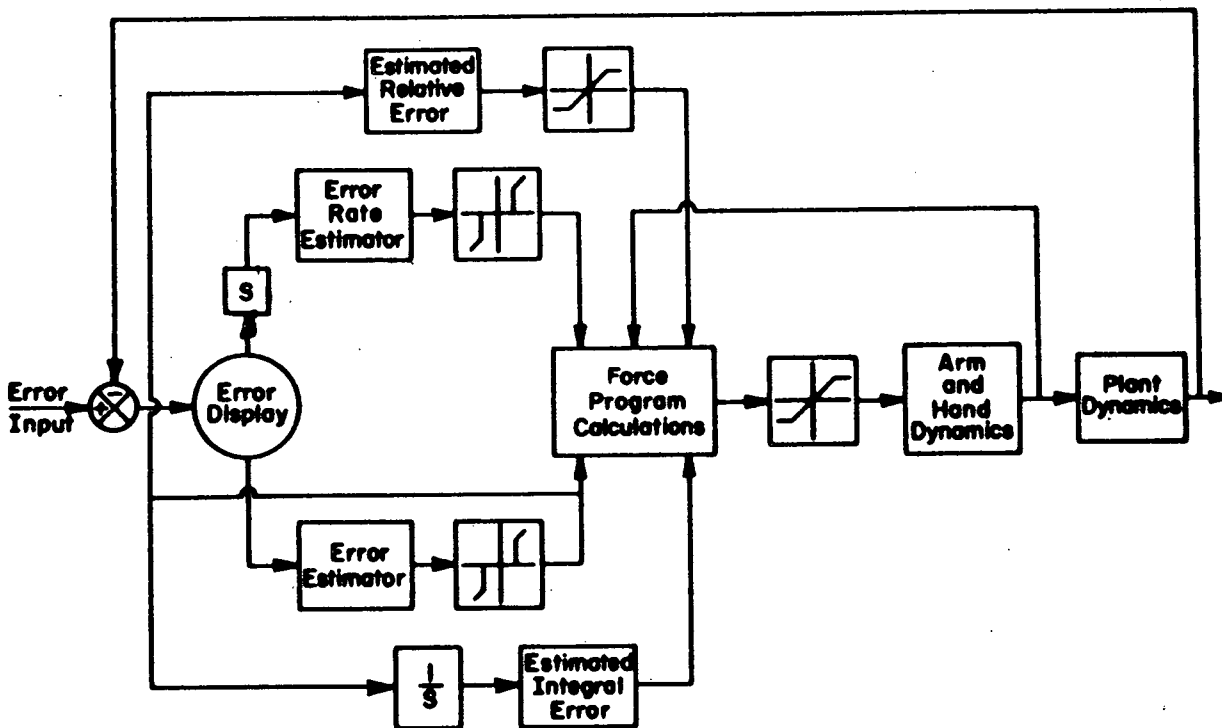 Estimated
Relative
Error
Error
Rate
Estimator
S
Error
Input
+
−
Error
Display
Force
Program
Calculations
Arm
and
Hand
Dynamics
Plant
Dynamics
Error
Estimator
1
S
Estimated
Integral
Error